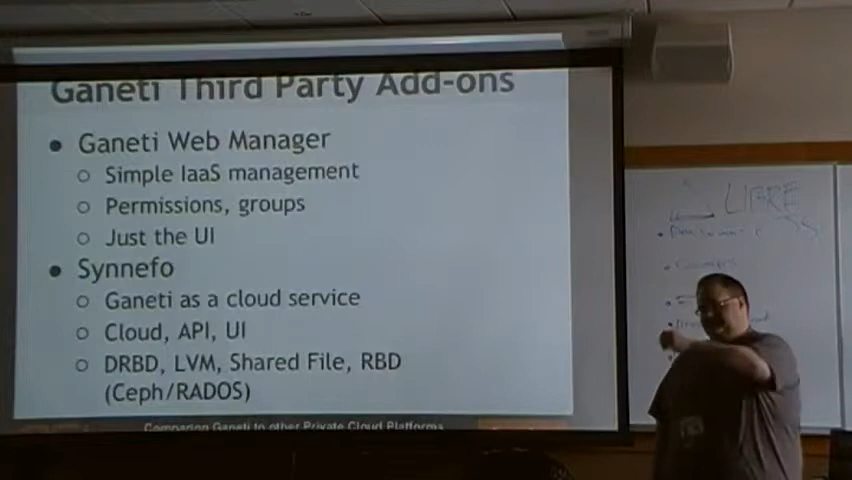 Ganeti Third Party Add-ons
Ganeti Web Manager
Simple IaaS management
Permissions, groups
Just the UI
Synnefo
Ganeti as a cloud service
Cloud, API, UI
DRBD, LVM, Shared File, RBD
(Ceph/RADOS)
Comparing Ganeti to other Private Cloud Platforms
LIBRE